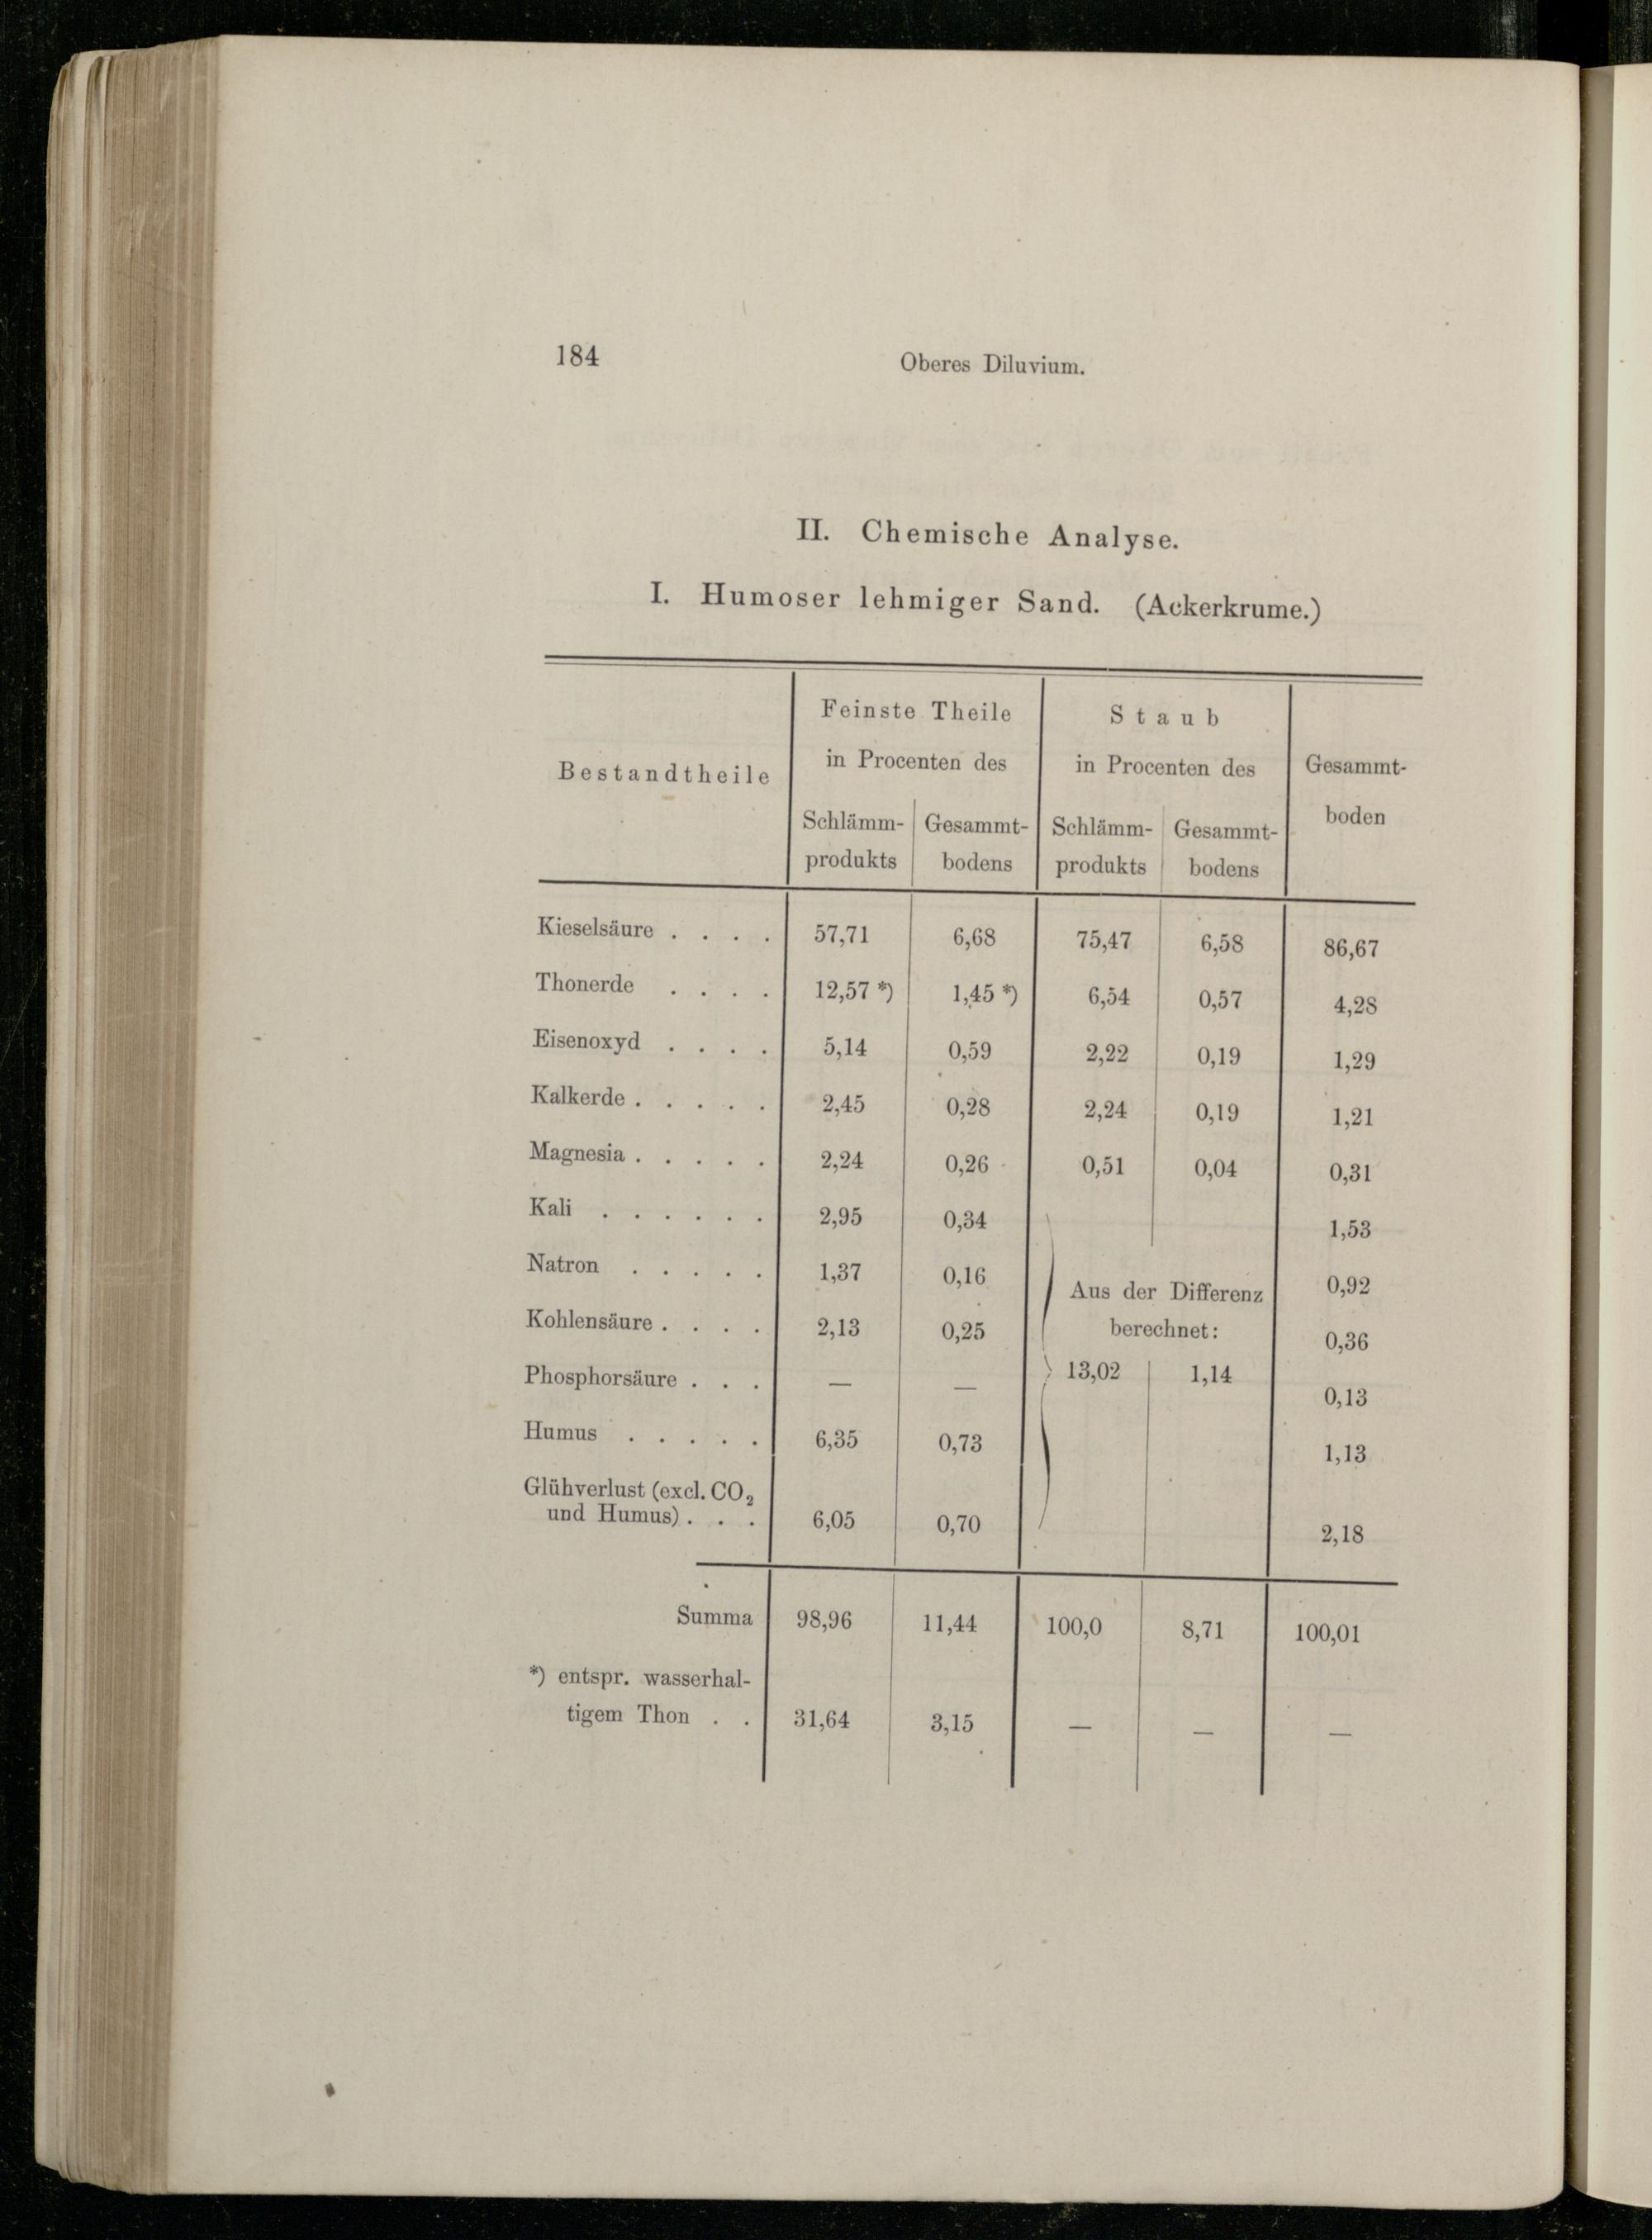 184 Oberes Diluvium.
II. Chemische Analyse.
I. Humoser lehmiger Sand. (Ackerkrume.)
Bestandtheile
Feinste Theile
in Procenten des
Schlämm- Gesammt-
produkts bodens
Staub
in Procenten des
Schlämm- Gesammt-
produkts bodens
Gesammt-
boden
Kieselsäure . . . . 57,71 6,68 75,47 6,58 86,67
Thonerde . . . . 12,57 *) 1,45 *) 6,54 0,57 4,28
Eisenoxyd . . . . 5,14 0,59 2,22 0,19 1,29
Kalkerde . . . . . 2,45 0,28 2,24 0,19 1,21
Magnesia . . . . . 2,24 0,26 0,51 0,04 0,31
Kali . . . . . . 2,95 0,34 1,53
Natron . . . . . 1,37 0,16 Aus der Differenz 0,92
Kohlensäure . . . . 2,13 0,25 berechnet: 0,36
Phosphorsäure . . . — — 13,02 1,14 0,13
Humus . . . . . 6,35 0,73 1,13
Glühverlust (excl. CO₂
und Humus) . . . 6,05 0,70 2,18
Summa 98,96 11,44 100,0 8,71 100,01
*) entspr. wasserhal-
tigem Thon . . 31,64 3,15 — — —